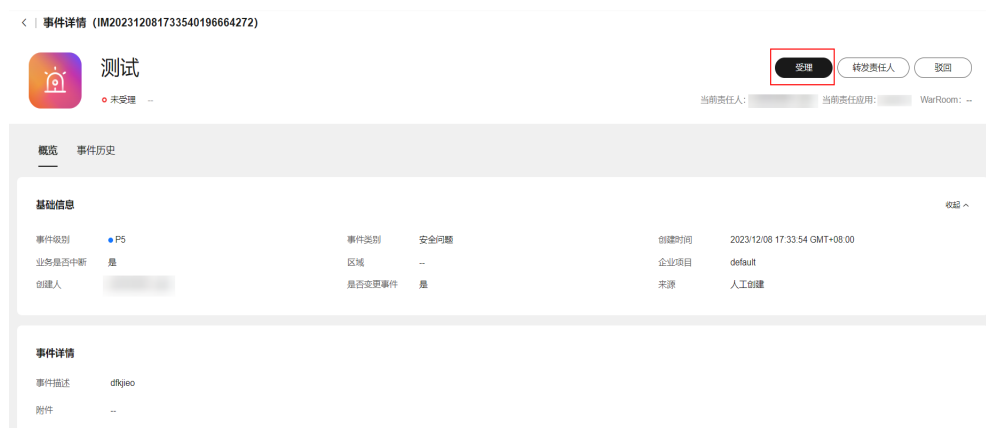 < | 事件详情（IM202312081733540196664272）
测试
受理 转发责任人 驳回
未受理 --
当前责任人： 当前责任应用： WarRoom： --
概览 事件历史
基础信息 收起
事件级别 P5 事件类别 安全问题 创建时间 2023/12/08 17:33:54 GMT+08:00
业务是否中断 是 区域 -- 企业项目 default
创建人 是否变更事件 是 来源 人工创建
事件详情
事件描述 dfkjieo
附件 --